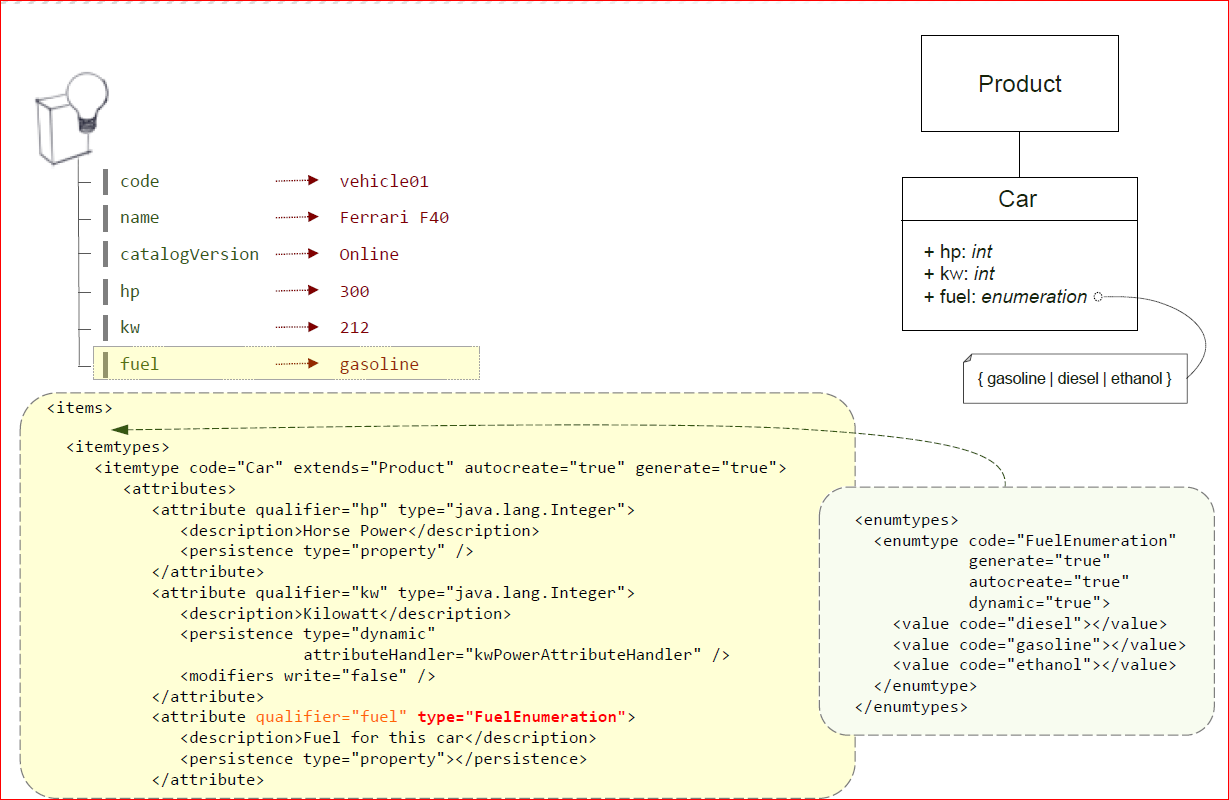 Product
Car
+ hp: int
+ kw: int
+ fuel: enumeration
{ gasoline | diesel | ethanol }
code vehicle01
name Ferrari F40
catalogVersion Online
hp 300
kw 212
fuel gasoline
<items>
<itemtypes>
<itemtype code="Car" extends="Product" autocreate="true" generate="true">
<attributes>
<attribute qualifier="hp" type="java.lang.Integer">
<description>Horse Power</description>
<persistence type="property" />
</attribute>
<attribute qualifier="kw" type="java.lang.Integer">
<description>Kilowatt</description>
<persistence type="dynamic"
attributeHandler="kwPowerAttributeHandler" />
<modifiers write="false" />
</attribute>
<attribute qualifier="fuel" type="FuelEnumeration">
<description>Fuel for this car</description>
<persistence type="property"></persistence>
</attribute>
<enumtypes>
<enumtype code="FuelEnumeration"
generate="true"
autocreate="true"
dynamic="true">
<value code="diesel"></value>
<value code="gasoline"></value>
<value code="ethanol"></value>
</enumtype>
</enumtypes>